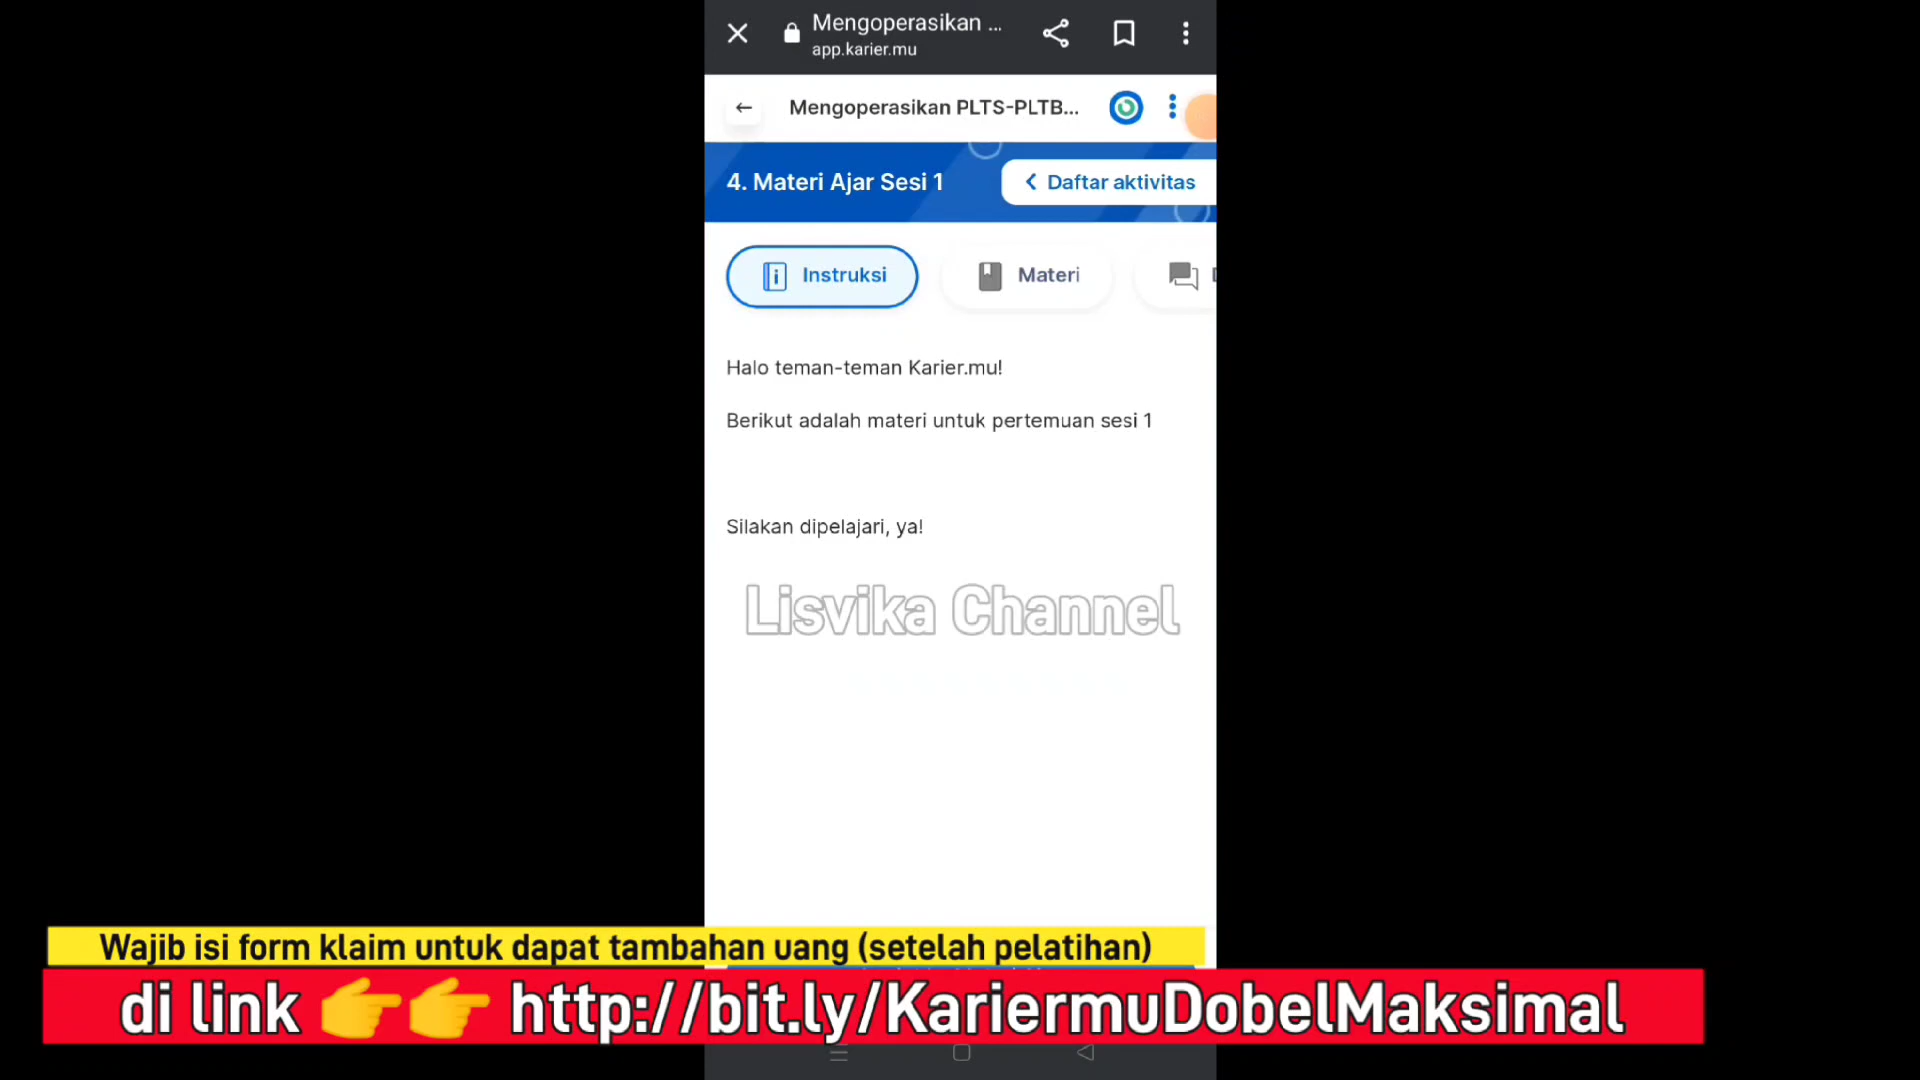 Mengoperasikan ...
app.karier.mu
Mengoperasikan PLTS-PLTB...
4. Materi Ajar Sesi 1
Daftar aktivitas
Instruksi
Materi
Halo teman-teman Karier.mu!
Berikut adalah materi untuk pertemuan sesi 1
Silakan dipelajari, ya!
Lisvika Channel
Wajib isi form klaim untuk dapat tambahan uang (setelah pelatihan)
di link 👉👉 http://bit.ly/KariermuDobelMaksimal